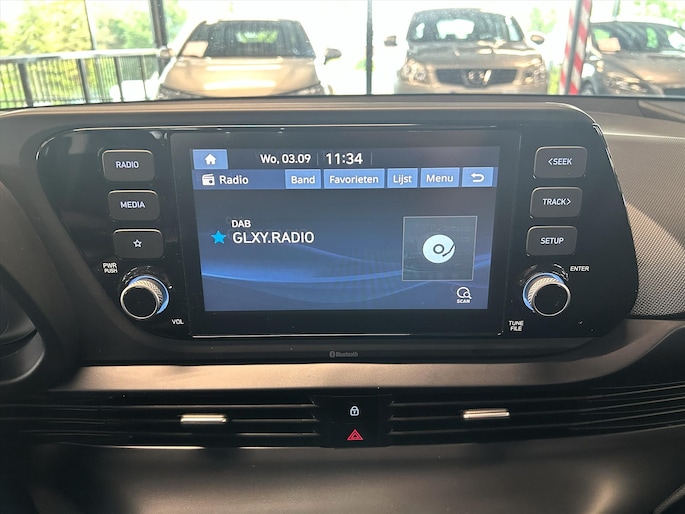 Wo, 03.09 11:34
RADIO
Radio Band Favorieten Lijst Menu
<SEEK
MEDIA
TRACK>
DAB
GLXY.RADIO
SETUP
PWR
PUSH
ENTER
SCAN
VOL
TUNE
FILE
Bluetooth